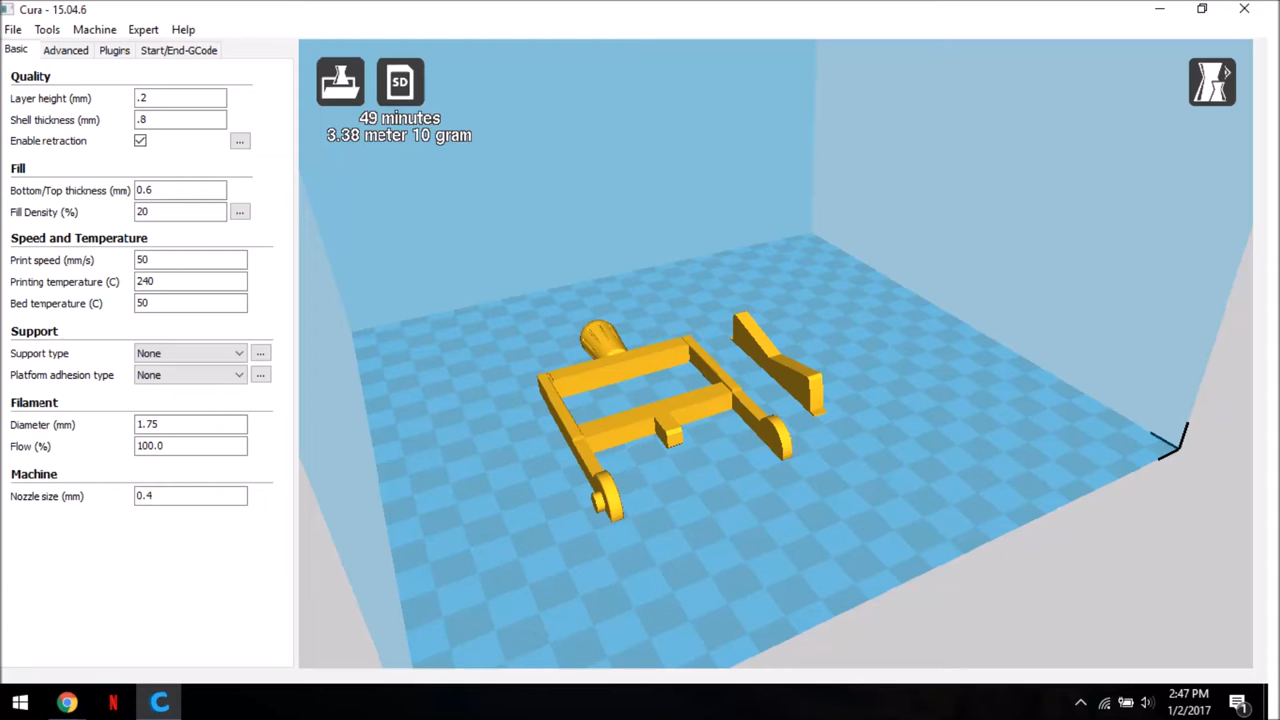 Cura - 15.04.6
File Tools Machine Expert Help
Basic Advanced Plugins Start/End-GCode
Quality
Layer height (mm) .2
Shell thickness (mm) .8
Enable retraction ...
Fill
Bottom/Top thickness (mm) 0.6
Fill Density (%) 20 ...
Speed and Temperature
Print speed (mm/s) 50
Printing temperature (C) 240
Bed temperature (C) 50
Support
Support type None ...
Platform adhesion type None ...
Filament
Diameter (mm) 1.75
Flow (%) 100.0
Machine
Nozzle size (mm) 0.4
SD
49 minutes
3.38 meter 10 gram
2:47 PM
1/2/2017
1